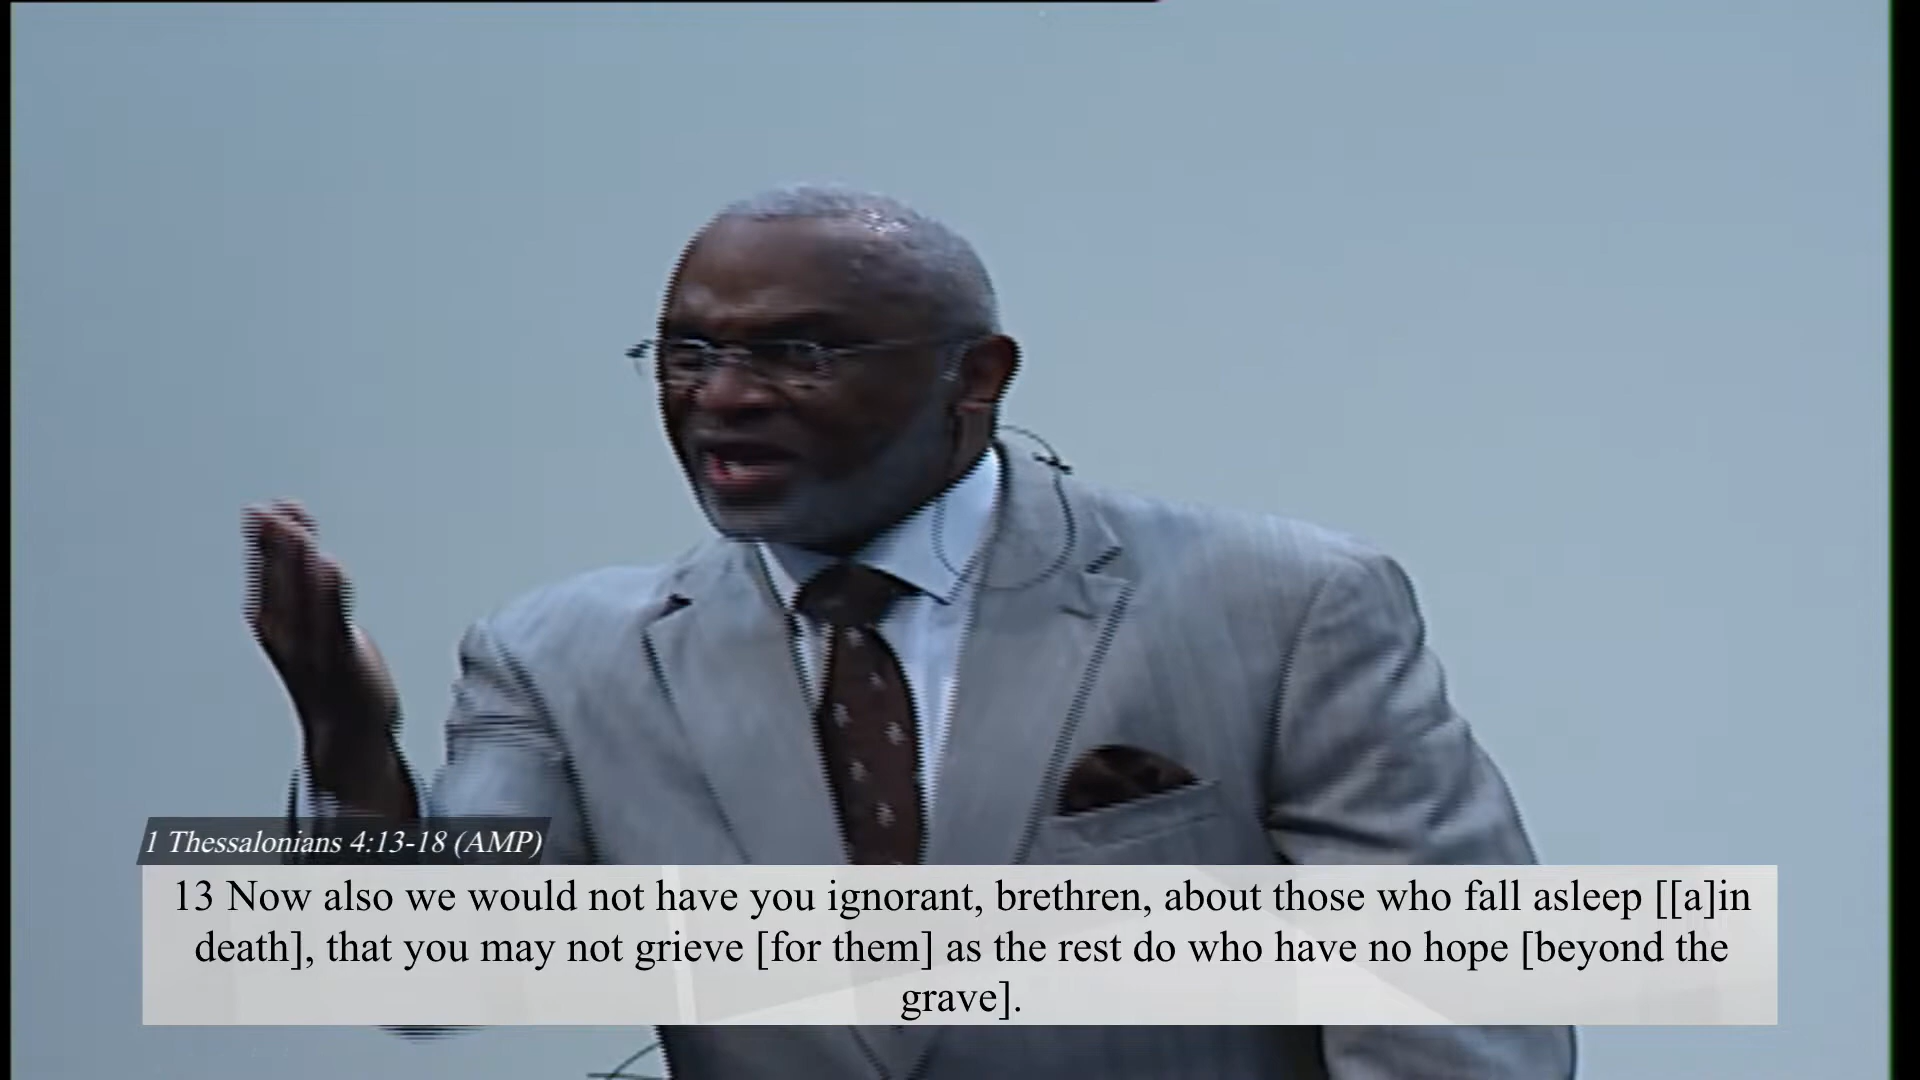 1 Thessalonians 4:13-18 (AMP)
13 Now also we would not have you ignorant, brethren, about those who fall asleep [[a]in
death], that you may not grieve [for them] as the rest do who have no hope [beyond the
grave].